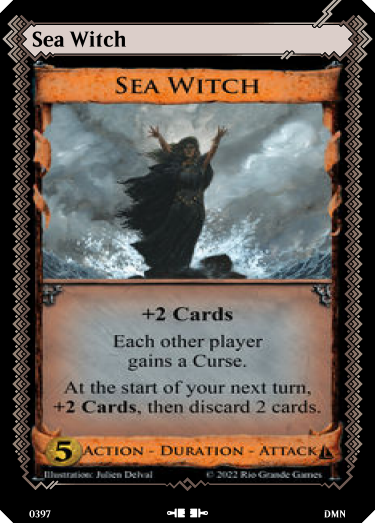 Sea Witch
SEA WITCH
+2 Cards
Each other player
gains a Curse.
At the start of your next turn,
+2 Cards, then discard 2 cards.
5 ACTION - DURATION - ATTACK
Illustration: Julien Delval © 2022 Rio Grande Games
0397 DMN